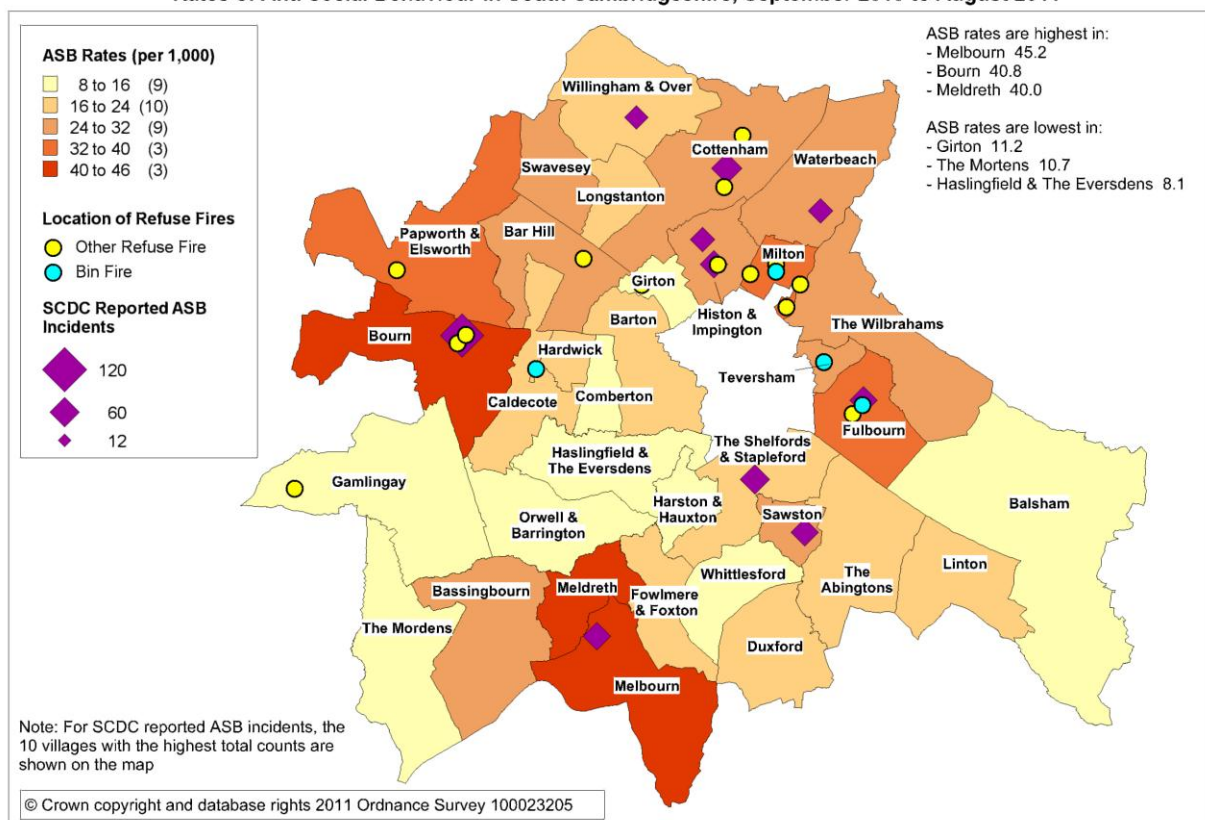 ASB Rates (per 1,000)
8 to 16 (9)
16 to 24 (10)
24 to 32 (9)
32 to 40 (3)
40 to 46 (3)
Location of Refuse Fires
Other Refuse Fire
Bin Fire
SCDC Reported ASB
Incidents
120
60
12
ASB rates are highest in:
- Melbourn 45.2
- Bourn 40.8
- Meldreth 40.0
ASB rates are lowest in:
- Girton 11.2
- The Mortens 10.7
- Haslingfield & The Eversdens 8.1
Willingham & Over
Cottenham
Waterbeach
Swavesey
Longstanton
Papworth &
Elsworth
Bar Hill
Milton
Girton
Histon &
Impington
Barton
The Wilbrahams
Bourn
Hardwick
Teversham
Caldecote
Comberton
Fulbourn
The Shelfords
& Stapleford
Haslingfield &
The Eversdens
Gamlingay
Harston &
Hauxton
Sawston
Balsham
Orwell &
Barrington
Whittlesford
The
Abingtons
Linton
Bassingbourn
Meldreth
Fowlmere
& Foxton
The Mordens
Duxford
Melbourn
Note: For SCDC reported ASB incidents, the
10 villages with the highest total counts are
shown on the map
© Crown copyright and database rights 2011 Ordnance Survey 100023205